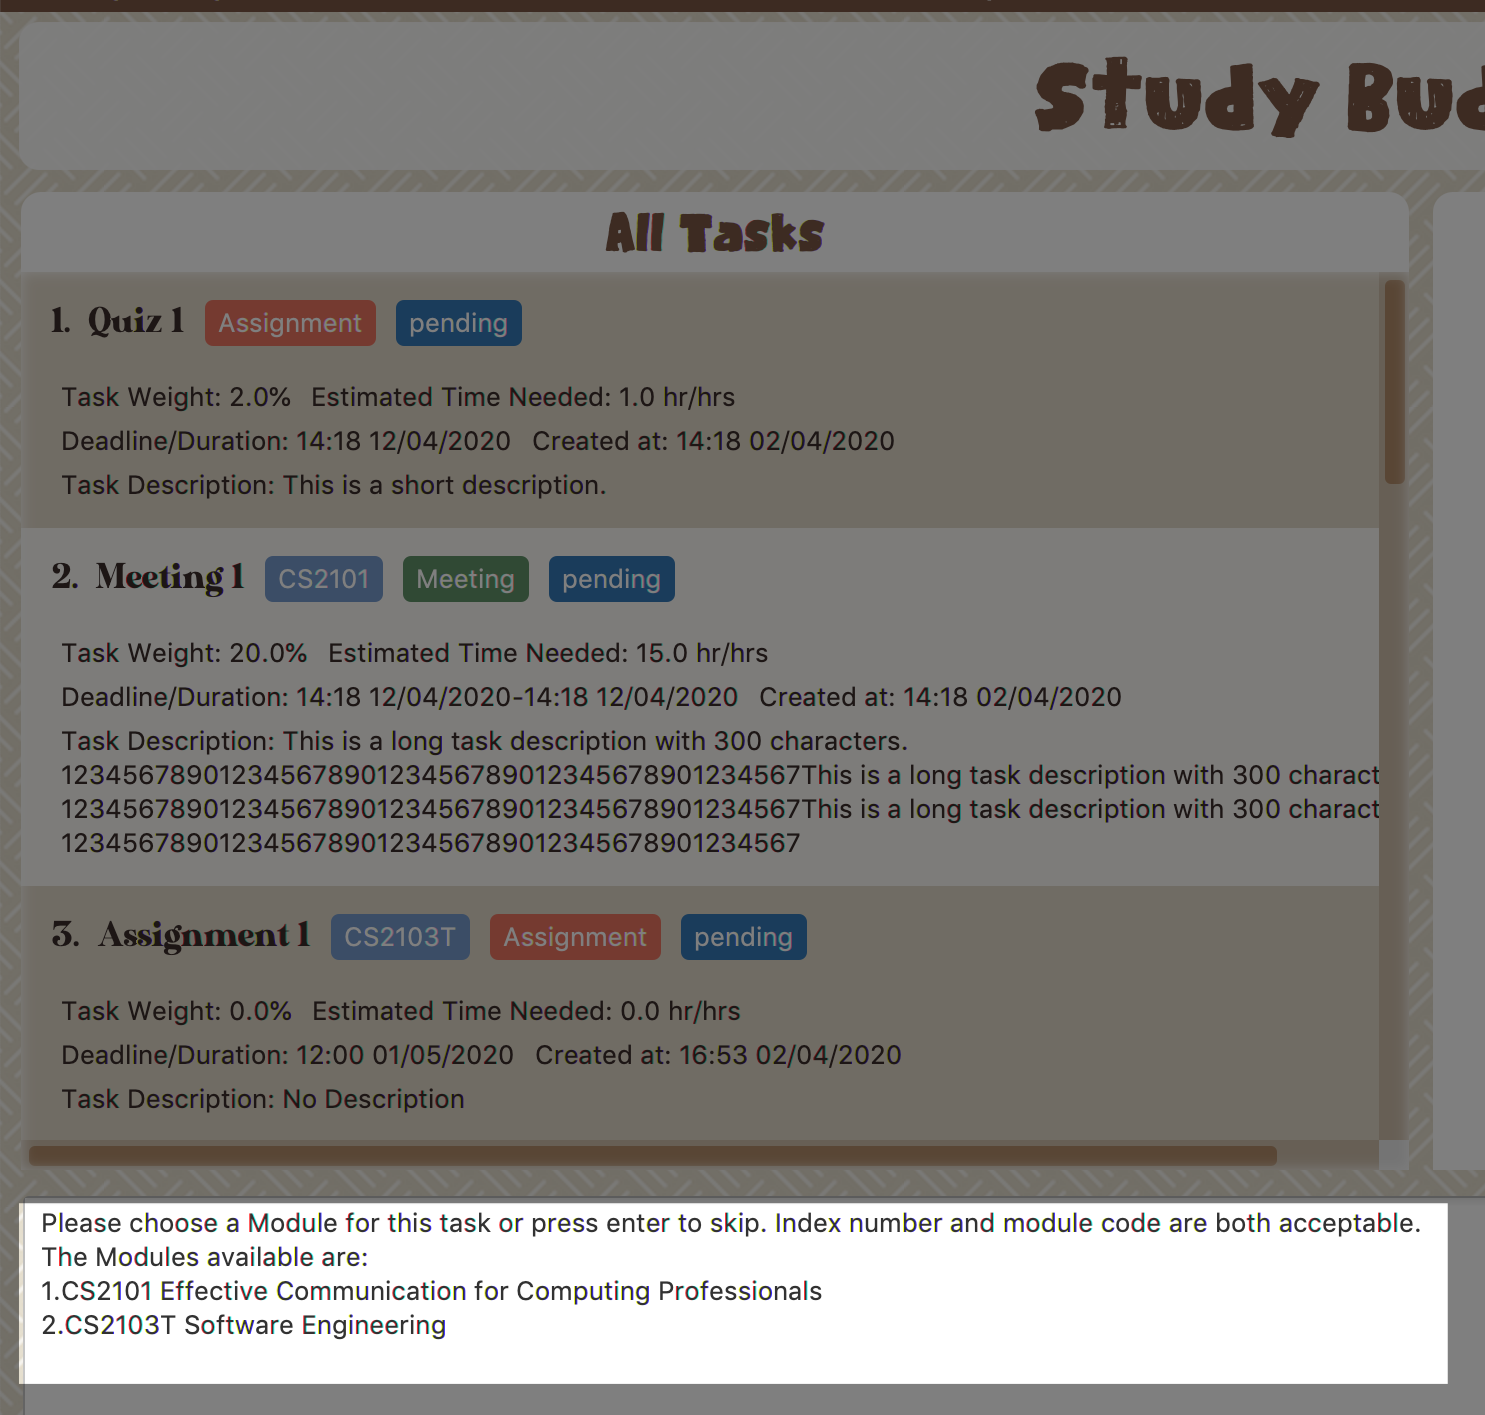 Study
All Tasks
1. Quiz 1 Assignment pending
Task Weight: 2.0% Estimated Time Needed: 1.0 hr/hrs
Deadline/Duration: 14:18 12/04/2020 Created at: 14:18 02/04/2020
Task Description: This is a short description.
2. Meeting 1 CS2101 Meeting pending
Task Weight: 20.0% Estimated Time Needed: 15.0 hr/hrs
Deadline/Duration: 14:18 12/04/2020-14:18 12/04/2020 Created at: 14:18 02/04/2020
Task Description: This is a long task description with 300 characters.
12345678901234567890123456789012345678901234567This is a long task description with 300 charact
12345678901234567890123456789012345678901234567This is a long task description with 300 charact
12345678901234567890123456789012345678901234567
3. Assignment 1 CS2103T Assignment pending
Task Weight: 0.0% Estimated Time Needed: 0.0 hr/hrs
Deadline/Duration: 12:00 01/05/2020 Created at: 16:53 02/04/2020
Task Description: No Description
Please choose a Module for this task or press enter to skip. Index number and module code are both acceptable.
The Modules available are:
1.CS2101 Effective Communication for Computing Professionals
2.CS2103T Software Engineering